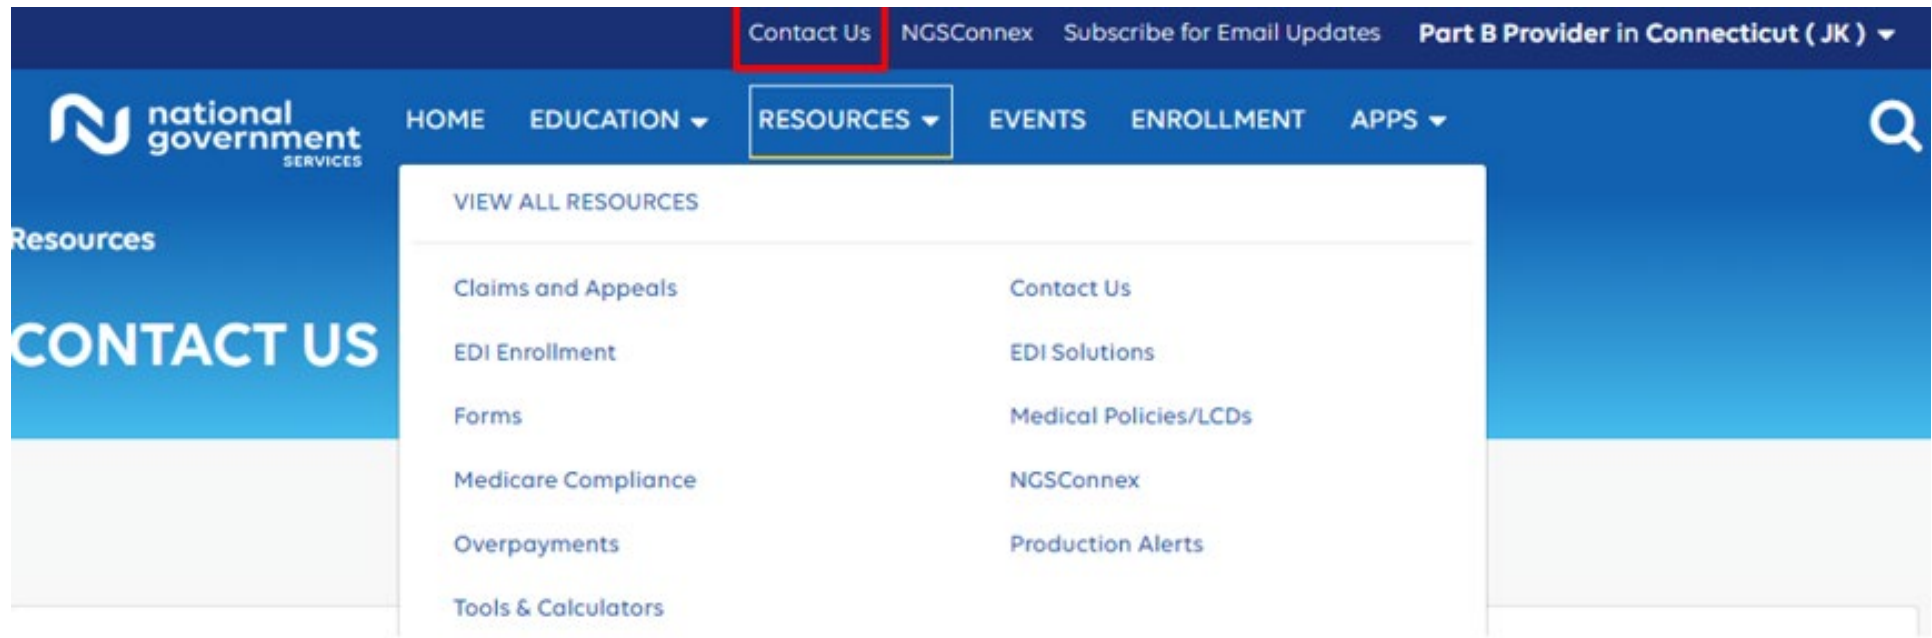 Contact Us NGSConnex Subscribe for Email Updates Part B Provider in Connecticut ( JK )
national
government
SERVICES
HOME EDUCATION RESOURCES EVENTS ENROLLMENT APPS
VIEW ALL RESOURCES
Resources
CONTACT US
Claims and Appeals Contact Us
EDI Enrollment EDI Solutions
Forms Medical Policies/LCDs
Medicare Compliance NGSConnex
Overpayments Production Alerts
Tools & Calculators